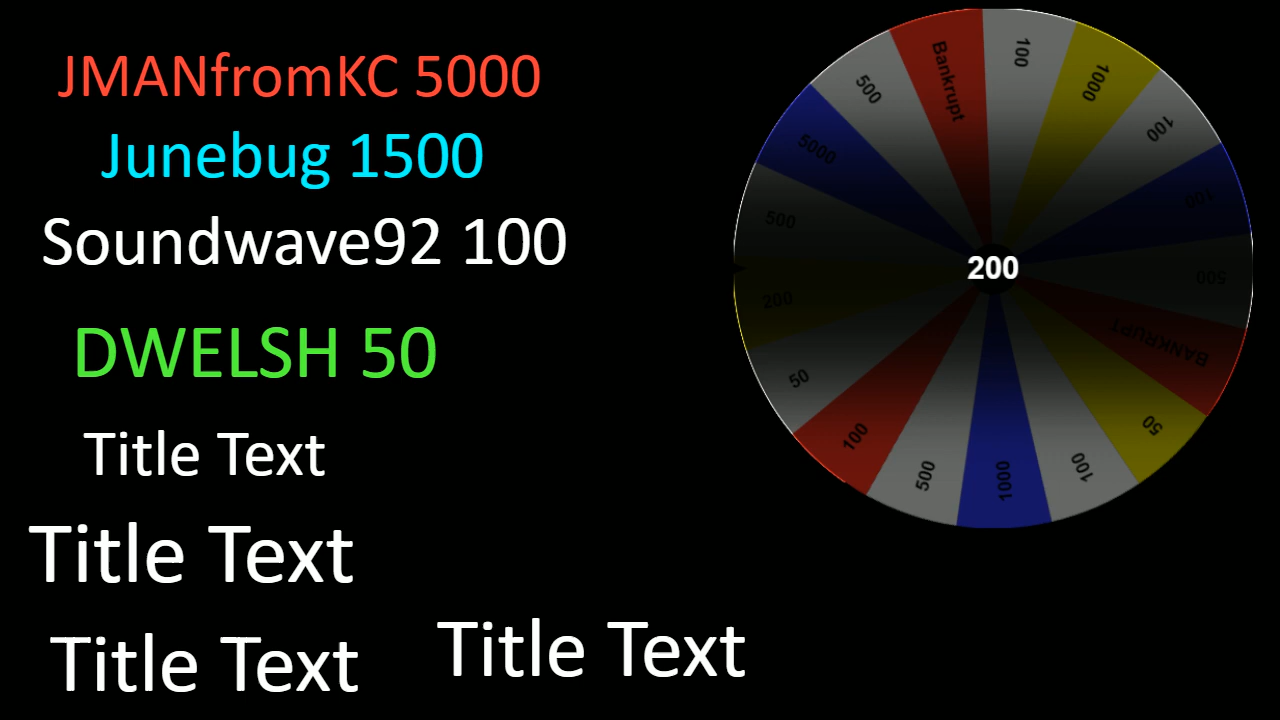 JMANfromKC 5000
Junebug 1500
Soundwave92 100
DWELSH 50
Title Text
Title Text
Title Text
Title Text
Bankrupt
100
1000
100
100
500
BANKRUPT
50
100
1000
500
100
50
200
500
5000
500
200